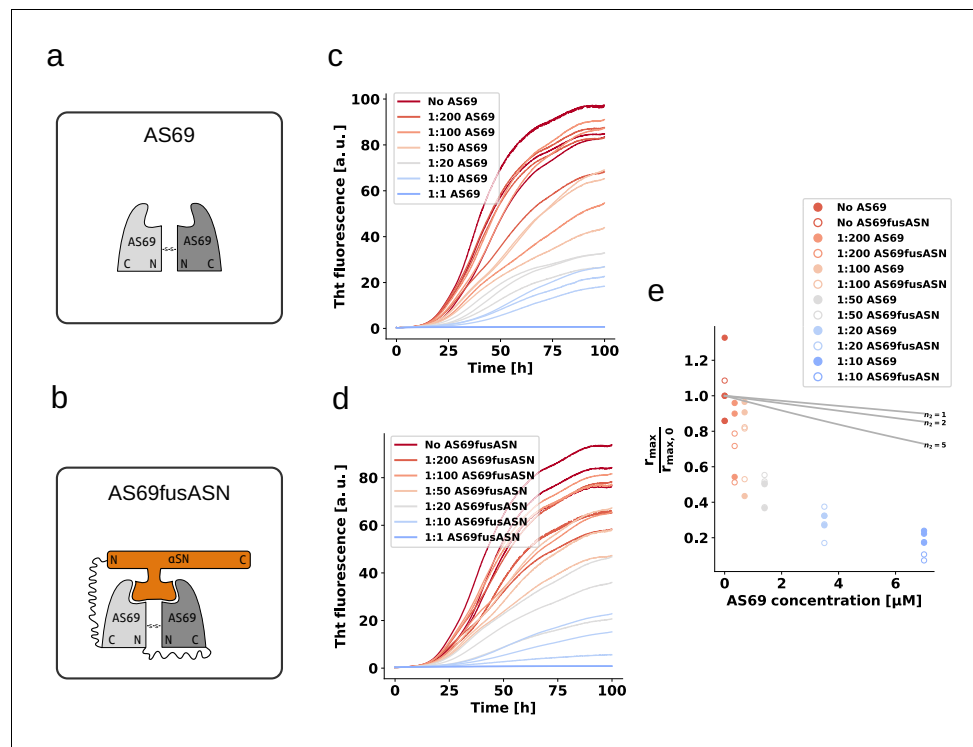 a
AS69
AS69 AS69
C N -s-s- N C
b
AS69fusASN
N αSN C
AS69 AS69
C N -s-s- N C
c
Tht fluorescence [a. u. ]
100
80
60
40
20
0
No AS69
1:200 AS69
1:100 AS69
1:50 AS69
1:20 AS69
1:10 AS69
1:1 AS69
0 25 50 75 100
Time [h]
d
Tht fluorescence [a. u. ]
80
60
40
20
0
No AS69fusASN
1:200 AS69fusASN
1:100 AS69fusASN
1:50 AS69fusASN
1:20 AS69fusASN
1:10 AS69fusASN
1:1 AS69fusASN
0 25 50 75 100
Time [h]
e
No AS69
No AS69fusASN
1:200 AS69
1:200 AS69fusASN
1:100 AS69
1:100 AS69fusASN
1:50 AS69
1:50 AS69fusASN
1:20 AS69
1:20 AS69fusASN
1:10 AS69
1:10 AS69fusASN
r_max
r_max, 0
1.2
1.0
0.8
0.6
0.4
0.2
n₂ = 1
n₂ = 2
n₂ = 5
0 2 4 6
AS69 concentration [µM]